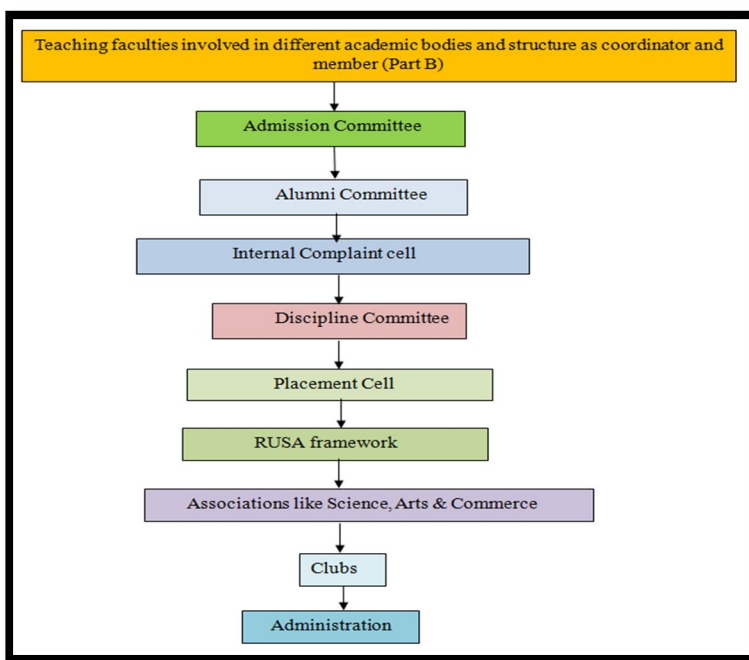 Teaching faculties involved in different academic bodies and structure as coordinator and
member (Part B)
Admission Committee
Alumni Committee
Internal Complaint cell
Discipline Committee
Placement Cell
RUSA framework
Associations like Science, Arts & Commerce
Clubs
Administration